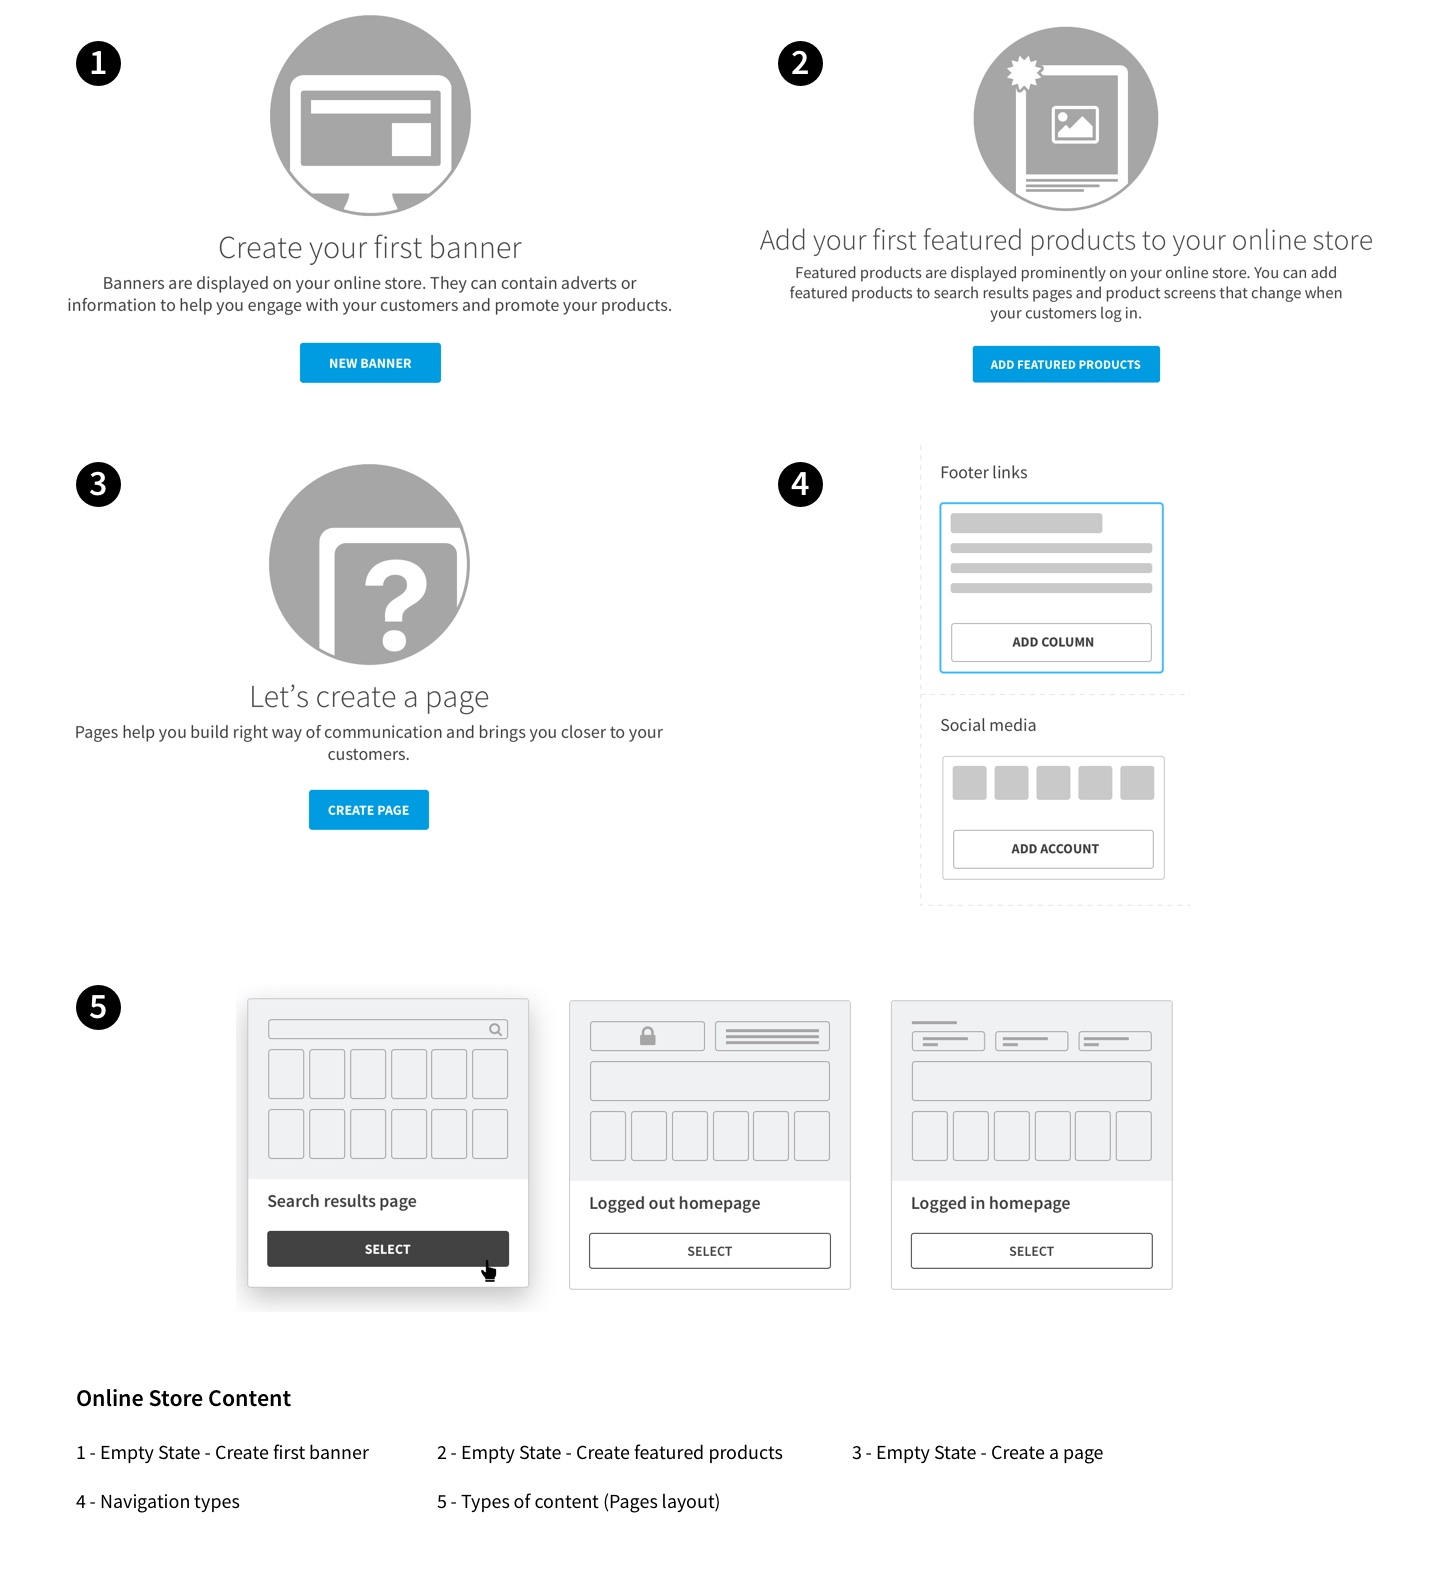 1
Create your first banner
Banners are displayed on your online store. They can contain adverts or
information to help you engage with your customers and promote your products.
NEW BANNER
2
Add your first featured products to your online store
Featured products are displayed prominently on your online store. You can add
featured products to search results pages and product screens that change when
your customers log in.
ADD FEATURED PRODUCTS
3
?
Let’s create a page
Pages help you build right way of communication and brings you closer to your
customers.
CREATE PAGE
4
Footer links
ADD COLUMN
Social media
ADD ACCOUNT
5
Search results page
SELECT
Logged out homepage
SELECT
Logged in homepage
SELECT
Online Store Content
1 - Empty State - Create first banner
2 - Empty State - Create featured products
3 - Empty State - Create a page
4 - Navigation types
5 - Types of content (Pages layout)